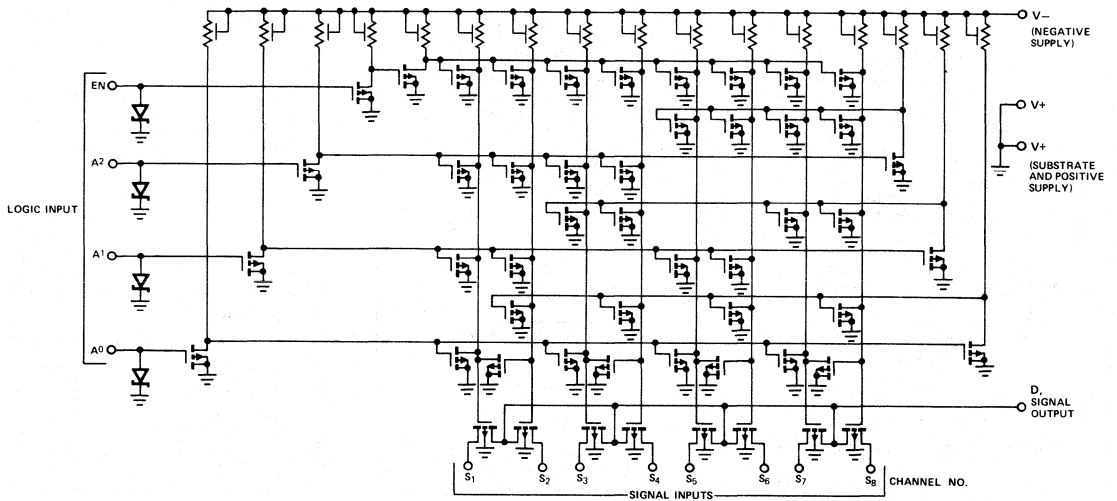 V−
(NEGATIVE
SUPPLY)
EN
V+
A2
V+
(SUBSTRATE
AND POSITIVE
SUPPLY)
LOGIC INPUT
A1
A0
D,
SIGNAL
OUTPUT
S1 S2 S3 S4 S5 S6 S7 S8 CHANNEL NO.
SIGNAL INPUTS